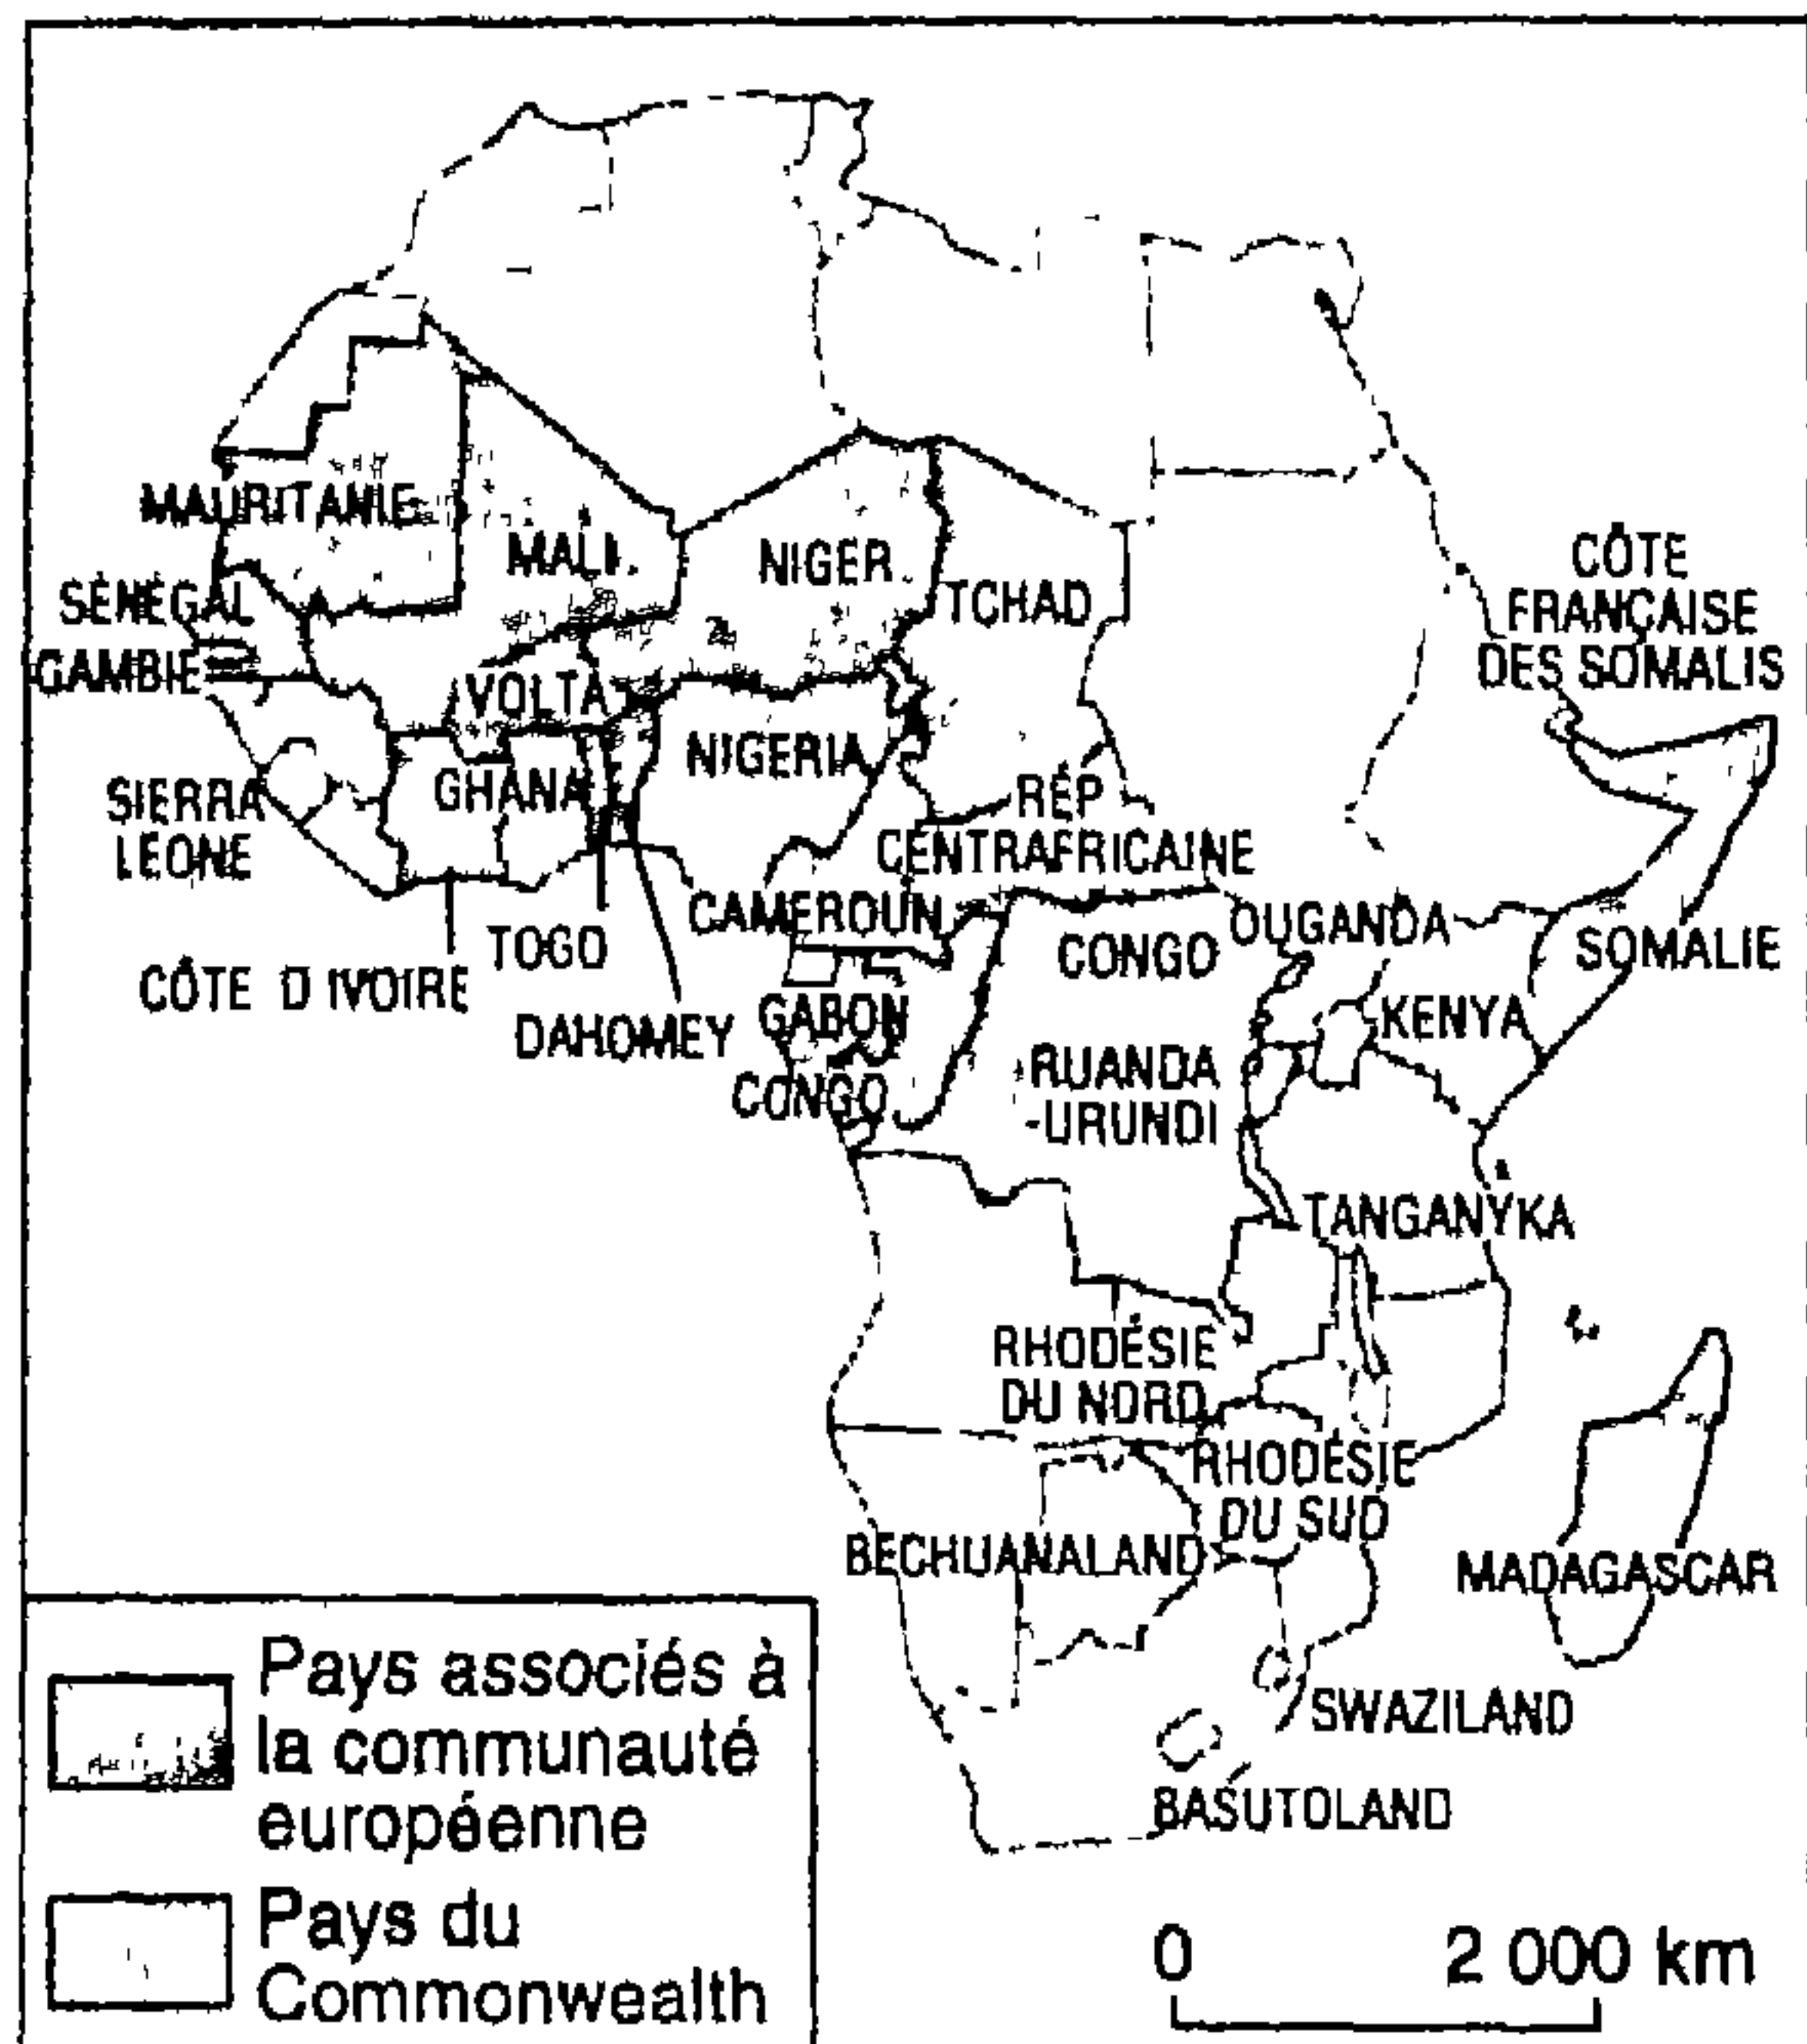 MAURITANIE
MALI
NIGER
TCHAD
CÔTE
FRANÇAISE
DES SOMALIS
SÉNÉGAL
GAMBIE
VOLTA
NIGERIA
GHANA
SIERRA
LEONE
RÉP
CENTRAFRICAINE
CAMEROUN
OUGANDA
CONGO
SOMALIE
TOGO
CÔTE D IVOIRE
DAHOMEY
GABON
KENYA
CONGO
RUANDA
-URUNDI
TANGANYKA
RHODÉSIE
DU NORD
RHODÉSIE
DU SUD
BECHUANALAND
MADAGASCAR
SWAZILAND
BASUTOLAND
Pays associés à
la communauté
européenne
Pays du
Commonwealth
0 2 000 km